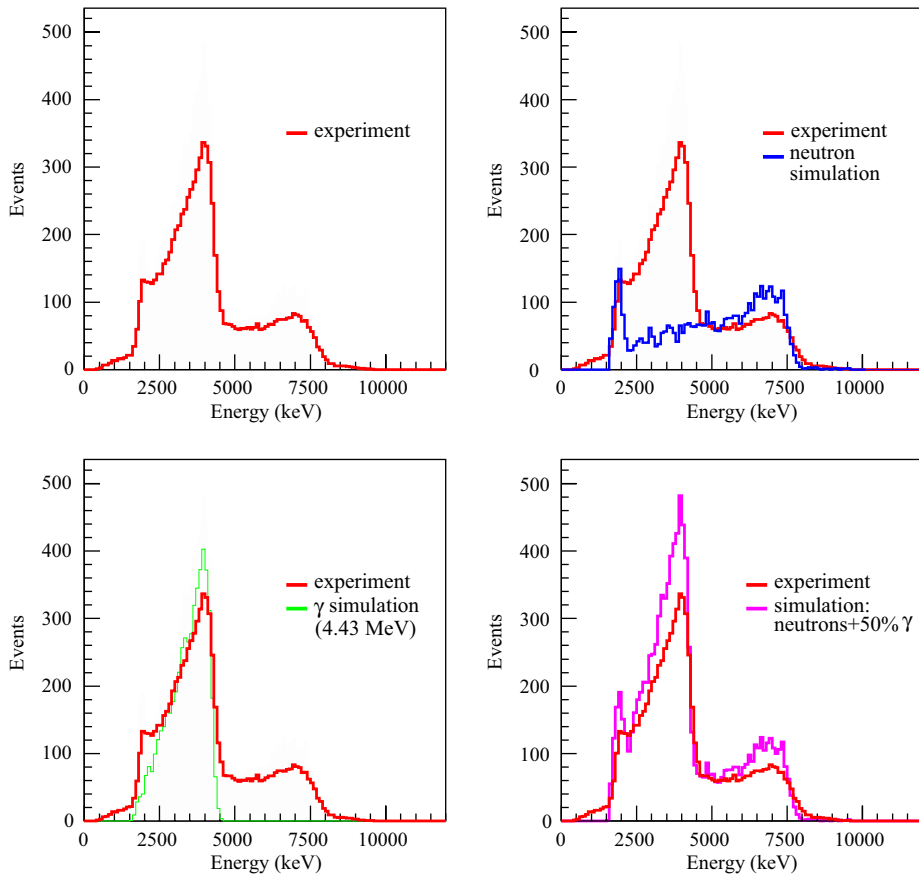 500
400
300
200
100
0
Events
experiment
0
2500
5000
7500
10000
Energy (keV)
500
400
300
200
100
0
Events
experiment
neutron
simulation
0
2500
5000
7500
10000
Energy (keV)
500
400
300
200
100
0
Events
experiment
γ simulation
(4.43 MeV)
0
2500
5000
7500
10000
Energy (keV)
500
400
300
200
100
0
Events
experiment
simulation:
neutrons+50% γ
0
2500
5000
7500
10000
Energy (keV)